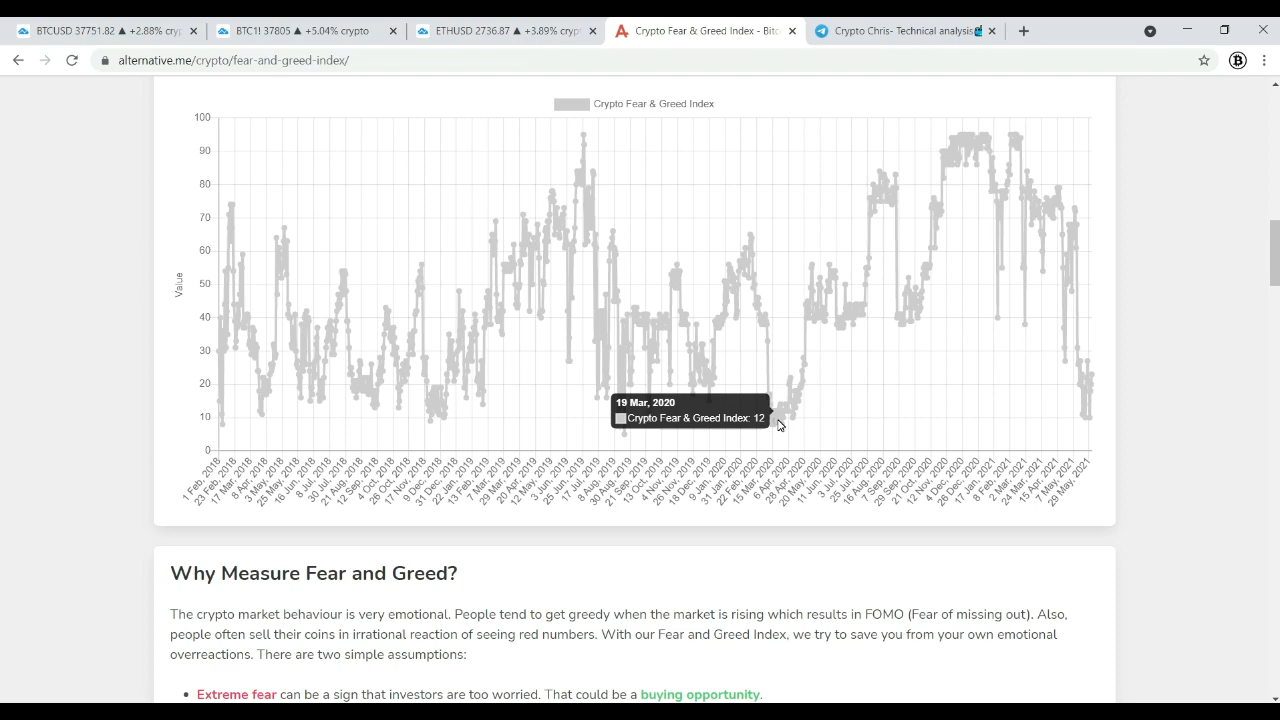 BTCUSD 37751.82 ▲ +2.88% cryp
BTC1! 37805 ▲ +5.04% crypto
ETHUSD 2736.87 ▲ +3.89% crypt
Crypto Fear & Greed Index - Bitc
Crypto Chris- Technical analysis
alternative.me/crypto/fear-and-greed-index/
Crypto Fear & Greed Index
100
90
80
70
60
50
40
30
20
10
0
Value
19 Mar, 2020
Crypto Fear & Greed Index: 12
1 Feb, 2018
23 Feb, 2018
17 Mar, 2018
8 Apr, 2018
3 May, 2018
25 May, 2018
16 Jun, 2018
8 Jul, 2018
30 Jul, 2018
21 Aug, 2018
12 Sep, 2018
4 Oct, 2018
26 Oct, 2018
17 Nov, 2018
9 Dec, 2018
31 Dec, 2018
22 Jan, 2019
13 Feb, 2019
7 Mar, 2019
29 Mar, 2019
20 Apr, 2019
12 May, 2019
3 Jun, 2019
25 Jun, 2019
17 Jul, 2019
8 Aug, 2019
30 Aug, 2019
21 Sep, 2019
13 Oct, 2019
4 Nov, 2019
26 Nov, 2019
18 Dec, 2019
9 Jan, 2020
31 Jan, 2020
22 Feb, 2020
15 Mar, 2020
6 Apr, 2020
28 Apr, 2020
20 May, 2020
11 Jun, 2020
3 Jul, 2020
25 Jul, 2020
16 Aug, 2020
7 Sep, 2020
29 Sep, 2020
21 Oct, 2020
12 Nov, 2020
4 Dec, 2020
26 Dec, 2020
17 Jan, 2021
8 Feb, 2021
2 Mar, 2021
24 Mar, 2021
15 Apr, 2021
7 May, 2021
29 May, 2021
Why Measure Fear and Greed?
The crypto market behaviour is very emotional. People tend to get greedy when the market is rising which results in FOMO (Fear of missing out). Also,
people often sell their coins in irrational reaction of seeing red numbers. With our Fear and Greed Index, we try to save you from your own emotional
overreactions. There are two simple assumptions:
• Extreme fear can be a sign that investors are too worried. That could be a buying opportunity.